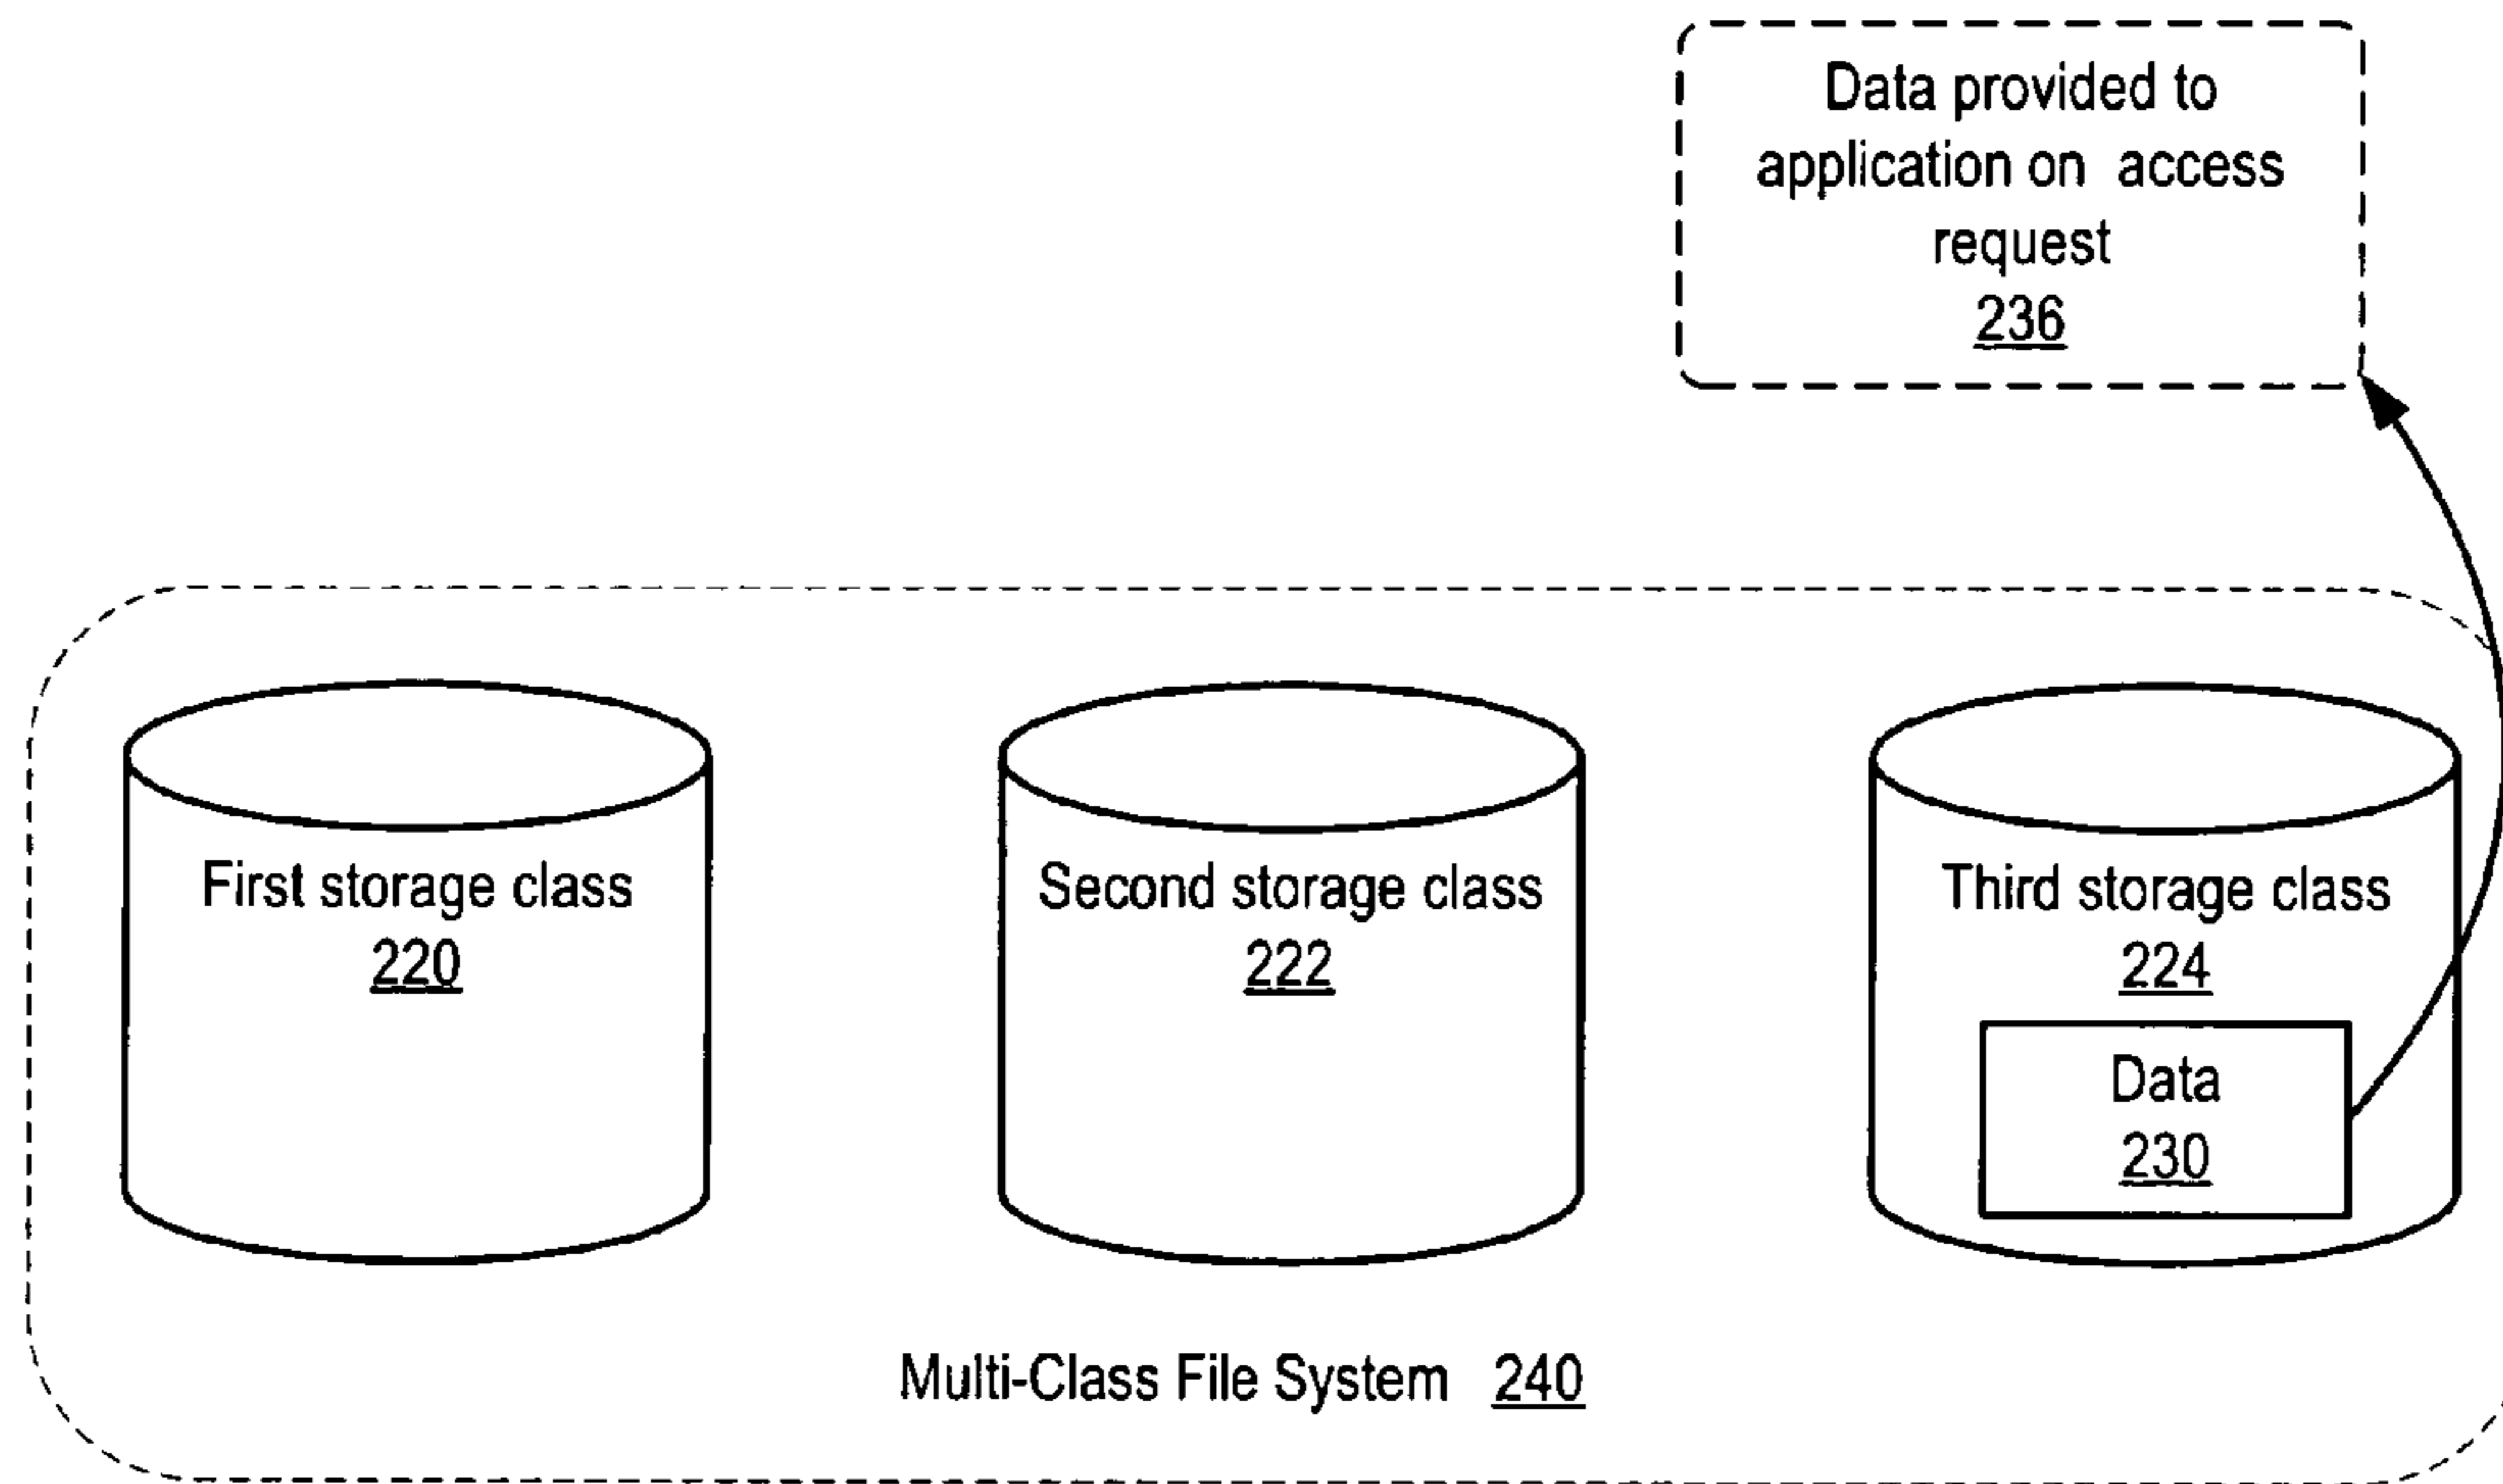 Data provided to
application on access
request
236
First storage class
220
Second storage class
222
Third storage class
224
Data
230
Multi-Class File System 240